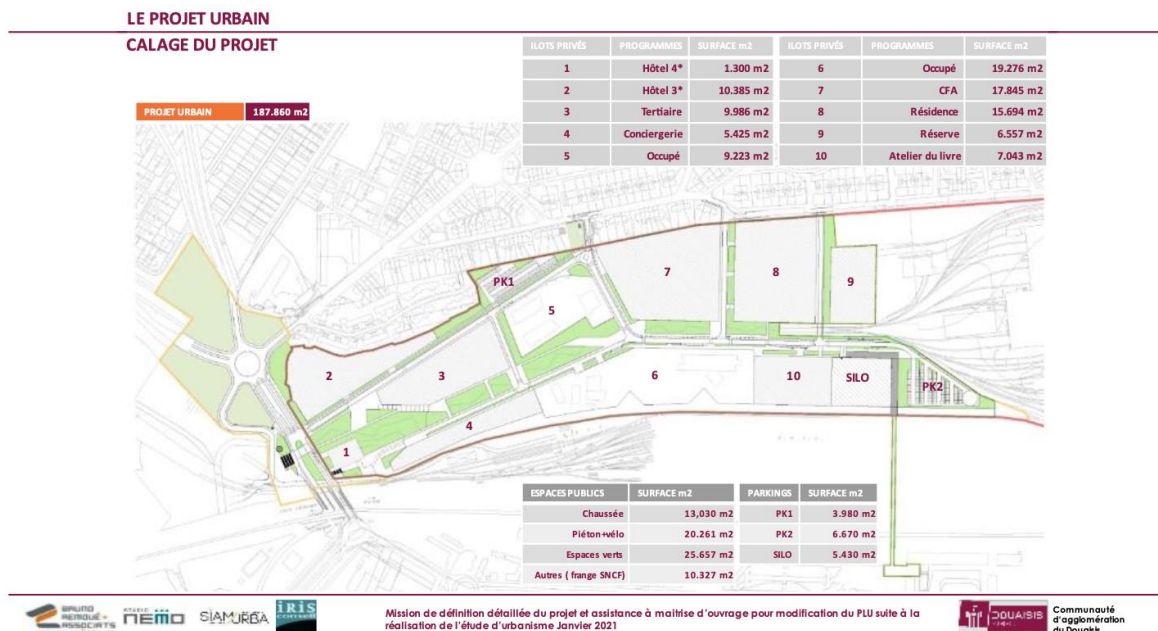 LE PROJET URBAIN
CALAGE DU PROJET
ILOTS PRIVÉS PROGRAMMES SURFACE m2 ILOTS PRIVÉS PROGRAMMES SURFACE m2
1 Hôtel 4* 1.300 m2 6 Occupé 19.276 m2
2 Hôtel 3* 10.385 m2 7 CFA 17.845 m2
3 Tertiaire 9.986 m2 8 Résidence 15.694 m2
4 Conciergerie 5.425 m2 9 Réserve 6.557 m2
5 Occupé 9.223 m2 10 Atelier du livre 7.043 m2
PROJET URBAIN 187.860 m2
7
8
9
PK1
5
2
3
6
10
SILO
PK2
4
1
ESPACES PUBLICS SURFACE m2 PARKINGS SURFACE m2
Chaussée 13,030 m2 PK1 3.980 m2
Piéton+vélo 20.261 m2 PK2 6.670 m2
Espaces verts 25.657 m2 SILO 5.430 m2
Autres ( frange SNCF) 10.327 m2
BRUNO
REMOUÉ+
ASSOCIATS
STUDIO
NEMO
SIAMURBA
iRiS
conseil
Mission de définition détaillée du projet et assistance à maitrise d'ouvrage pour modification du PLU suite à la
réalisation de l'étude d'urbanisme Janvier 2021
DOUAISIS
Communauté
d'agglomération
du Douaisis